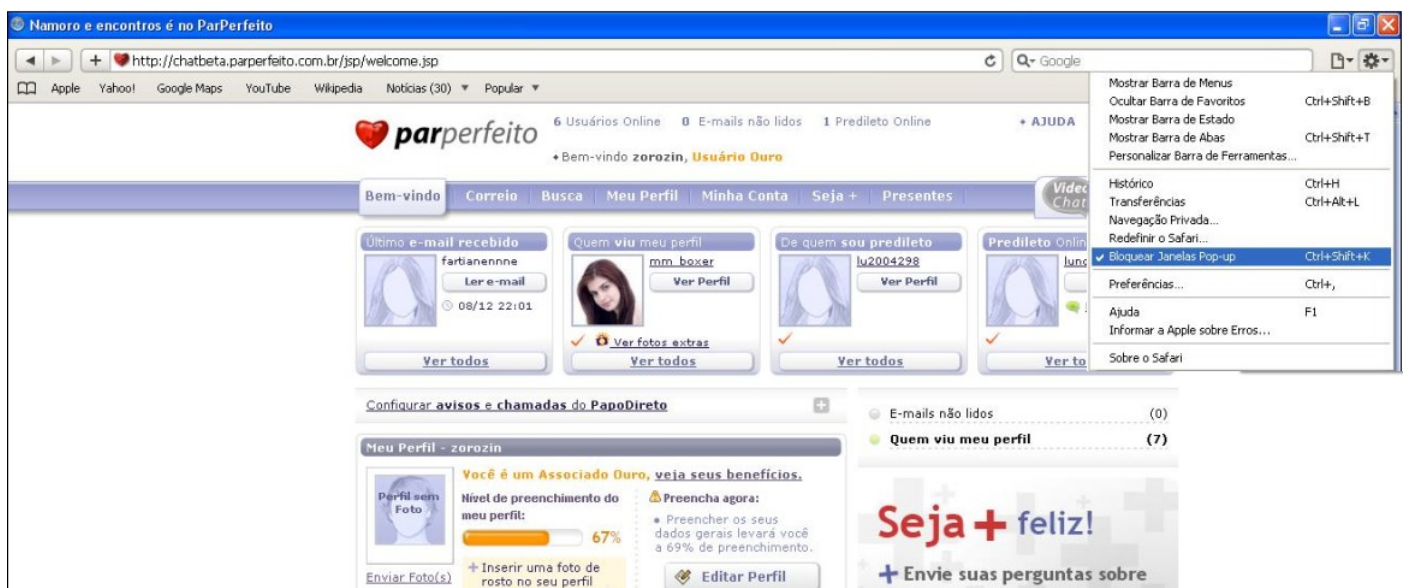 Namoro e encontros é no ParPerfeito
http://chatbeta.parperfeito.com.br/jsp/welcome.jsp
Google
Apple Yahoo! Google Maps YouTube Wikipedia Notícias (30) Popular
Mostrar Barra de Menus
Ocultar Barra de Favoritos Ctrl+Shift+B
Mostrar Barra de Estado
Mostrar Barra de Abas Ctrl+Shift+T
Personalizar Barra de Ferramentas...
Histórico Ctrl+H
Transferências Ctrl+Alt+L
Navegação Privada...
Redefinir o Safari...
Bloquear Janelas Pop-up Ctrl+Shift+K
Preferências... Ctrl+,
Ajuda F1
Informar a Apple sobre Erros...
Sobre o Safari
parperfeito
6 Usuários Online 0 E-mails não lidos 1 Predileto Online + AJUDA
Bem-vindo zorozin, Usuário Ouro
Bem-vindo Correio Busca Meu Perfil Minha Conta Seja + Presentes
Chat
Último e-mail recebido
fartianennne
Ler e-mail
08/12 22:01
Ver todos
Quem viu meu perfil
mm_boxer
Ver Perfil
Ver fotos extras
Ver todos
De quem sou predileto
lu2004298
Ver Perfil
Ver todos
Predileto
Ver
Configurar avisos e chamadas do PapoDireto
E-mails não lidos (0)
Quem viu meu perfil (7)
Meu Perfil - zorozin
Você é um Associado Ouro, veja seus benefícios.
Perfil sem
Foto
Enviar Foto(s)
Nível de preenchimento do
meu perfil:
67%
+ Inserir uma foto de
rosto no seu perfil
Preencha agora:
• Preencher os seus
dados gerais levará você
a 69% de preenchimento.
Editar Perfil
Seja + feliz!
+ Envie suas perguntas sobre